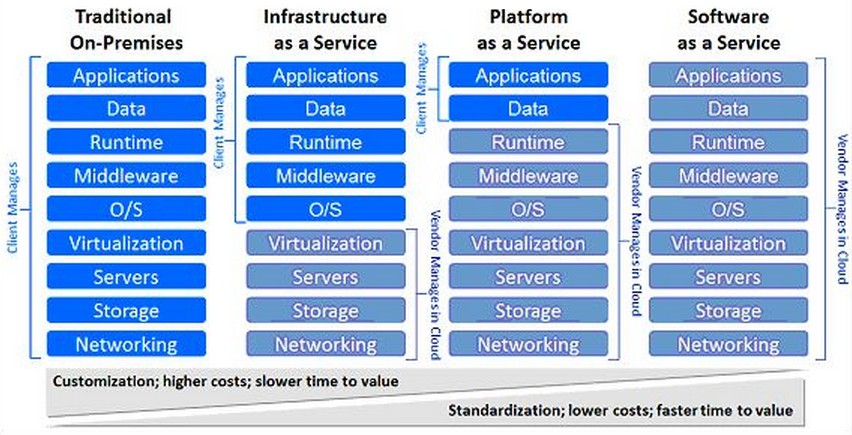 Traditional
On-Premises
Client Manages
Applications
Data
Runtime
Middleware
O/S
Virtualization
Servers
Storage
Networking
Infrastructure
as a Service
Client Manages
Applications
Data
Runtime
Middleware
O/S
Virtualization
Servers
Storage
Networking
Vendor Manages in Cloud
Platform
as a Service
Client Manages
Applications
Data
Runtime
Middleware
O/S
Virtualization
Servers
Storage
Networking
Vendor Manages in Cloud
Software
as a Service
Applications
Data
Runtime
Middleware
O/S
Virtualization
Servers
Storage
Networking
Vendor Manages in Cloud
Customization; higher costs; slower time to value
Standardization; lower costs; faster time to value